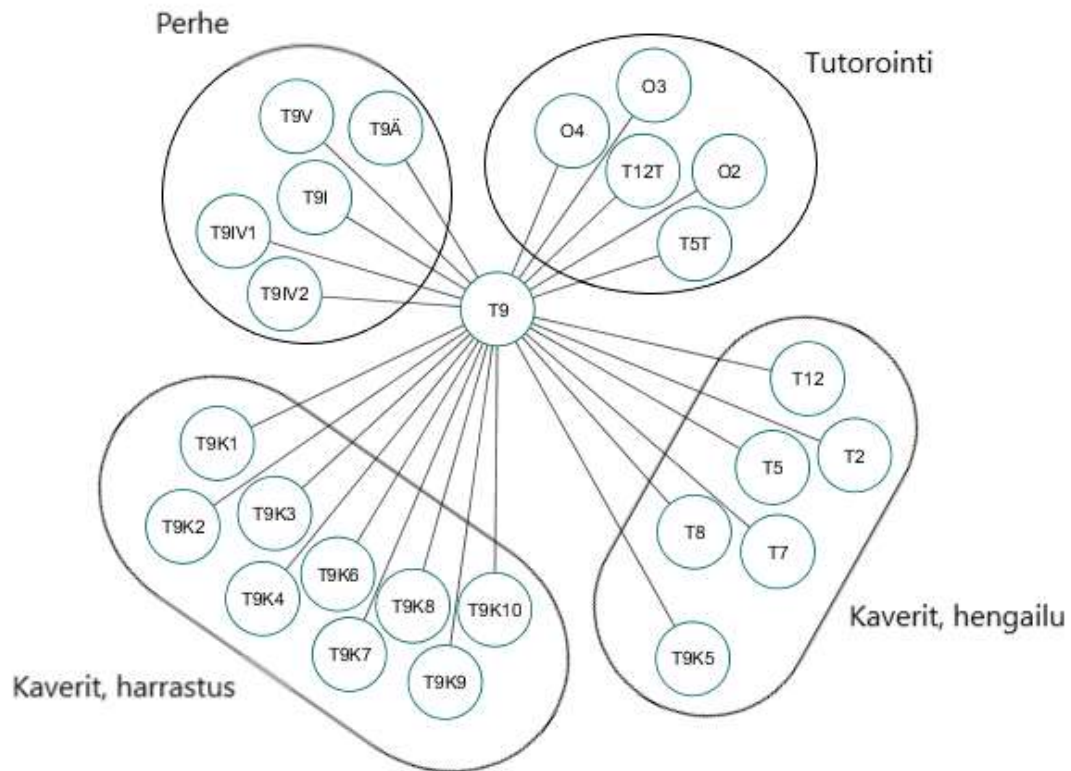 Perhe
Tutorointi
T9V
T9Ä
T9I
T9IV1
T9IV2
O3
O4
T12T
O2
T5T
T9
T12
T2
T5
T8
T7
T9K5
Kaverit, hengailu
T9K1
T9K2
T9K3
T9K4
T9K6
T9K7
T9K8
T9K9
T9K10
Kaverit, harrastus